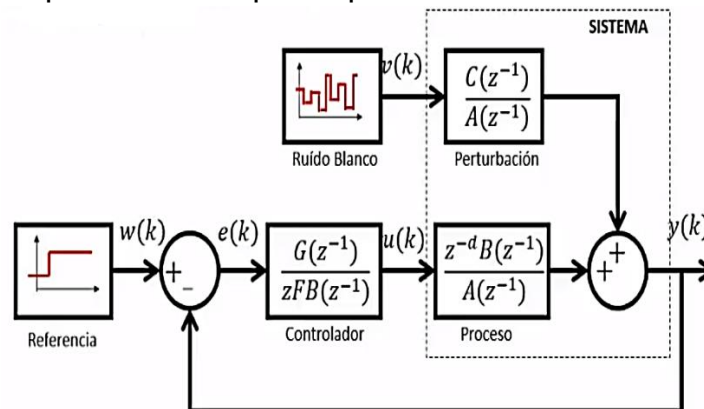 SISTEMA
v(k)
C(z⁻¹)
A(z⁻¹)
Ruído Blanco
Perturbación
w(k)
e(k)
G(z⁻¹)
zFB(z⁻¹)
u(k)
z⁻ᵈB(z⁻¹)
A(z⁻¹)
y(k)
+
−
+
+
Referencia
Controlador
Proceso